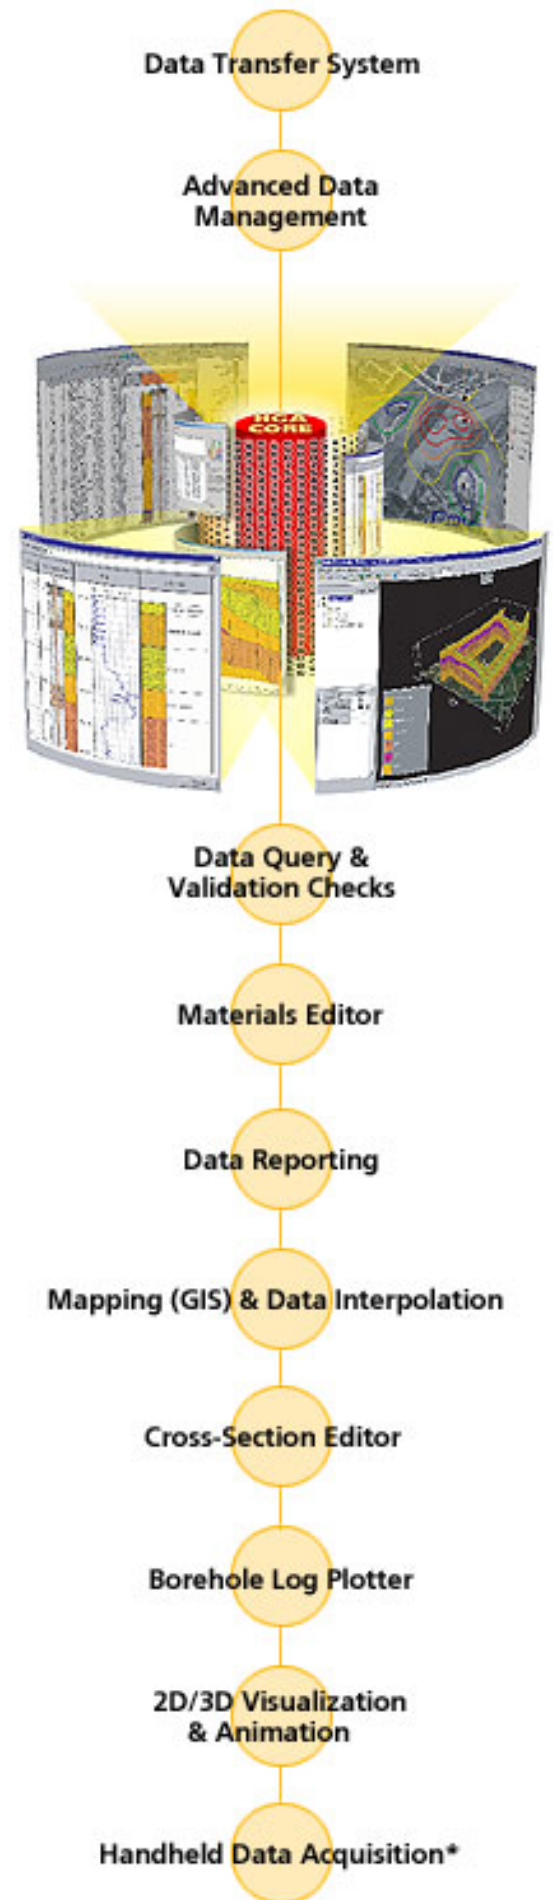 Data Transfer System
Advanced Data
Management
HGA
CORE
Data Query &
Validation Checks
Materials Editor
Data Reporting
Mapping (GIS) & Data Interpolation
Cross-Section Editor
Borehole Log Plotter
2D/3D Visualization
& Animation
Handheld Data Acquisition*